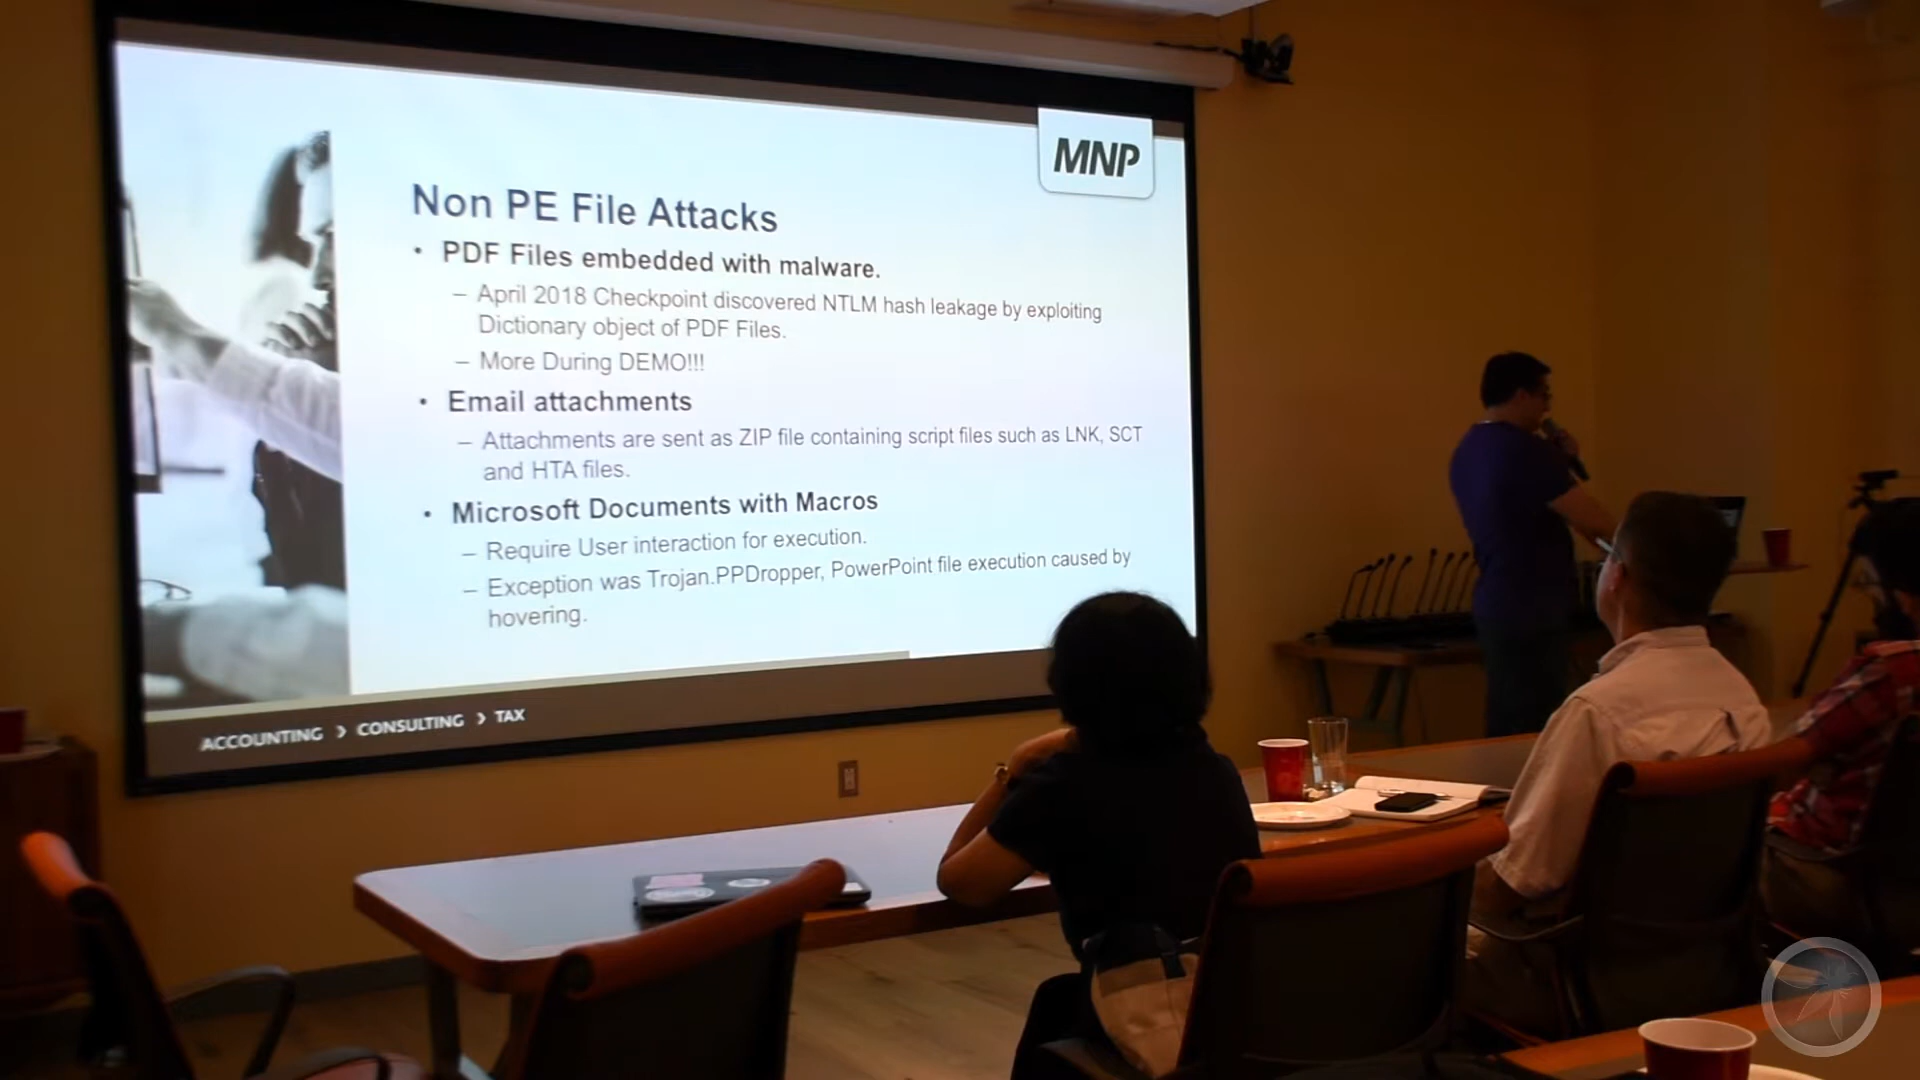 MNP
Non PE File Attacks
• PDF Files embedded with malware.
– April 2018 Checkpoint discovered NTLM hash leakage by exploiting
Dictionary object of PDF Files.
– More During DEMO!!!
• Email attachments
– Attachments are sent as ZIP file containing script files such as LNK, SCT
and HTA files.
• Microsoft Documents with Macros
– Require User interaction for execution.
– Exception was Trojan.PPDropper, PowerPoint file execution caused by
hovering.
ACCOUNTING › CONSULTING › TAX